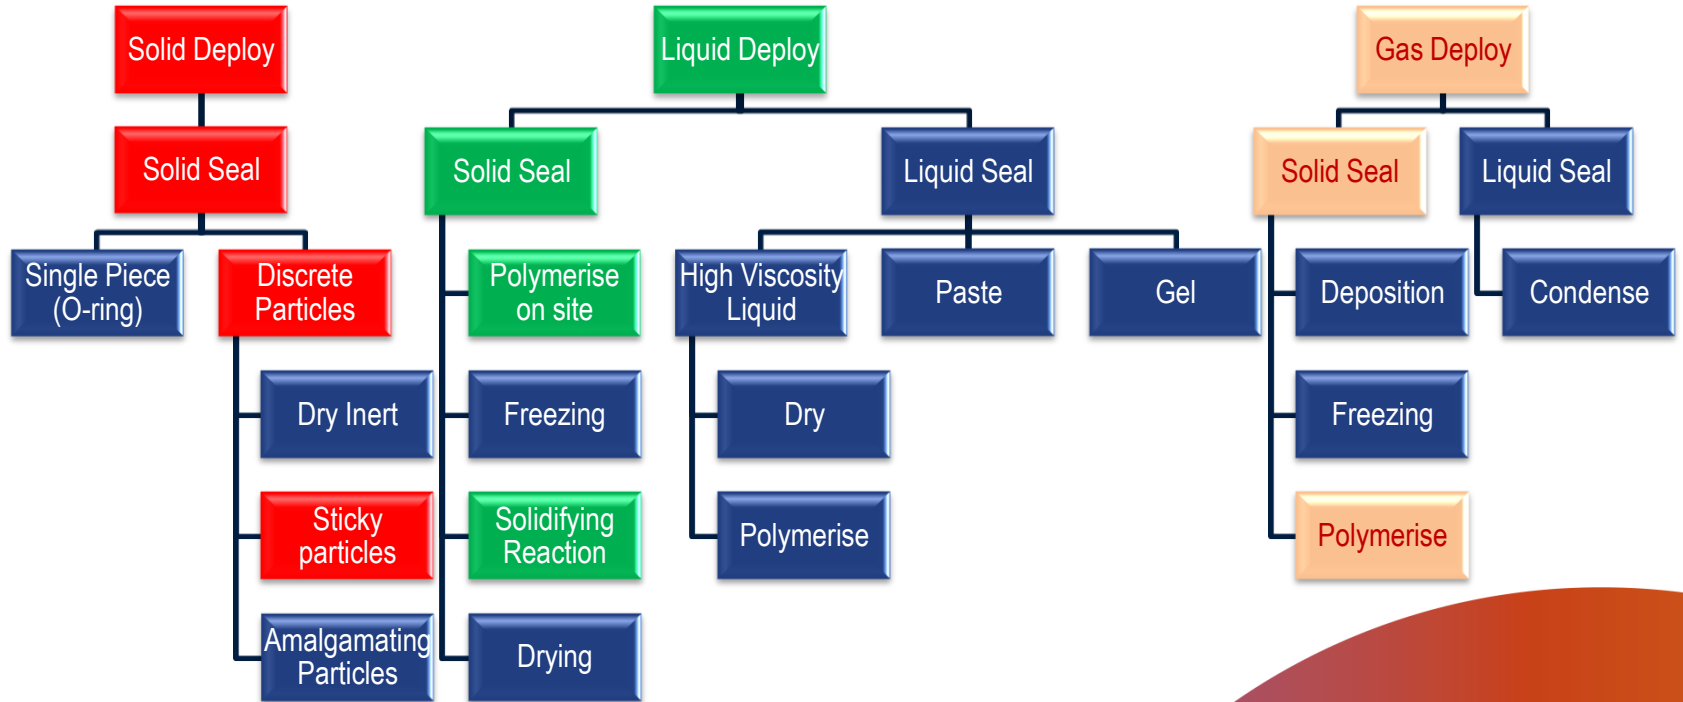 Solid Deploy
Liquid Deploy
Gas Deploy
Solid Seal
Solid Seal
Liquid Seal
Solid Seal
Liquid Seal
Single Piece
(O-ring)
Discrete
Particles
Polymerise
on site
High Viscosity
Liquid
Paste
Gel
Deposition
Condense
Dry Inert
Freezing
Dry
Freezing
Sticky
particles
Solidifying
Reaction
Polymerise
Polymerise
Amalgamating
Particles
Drying